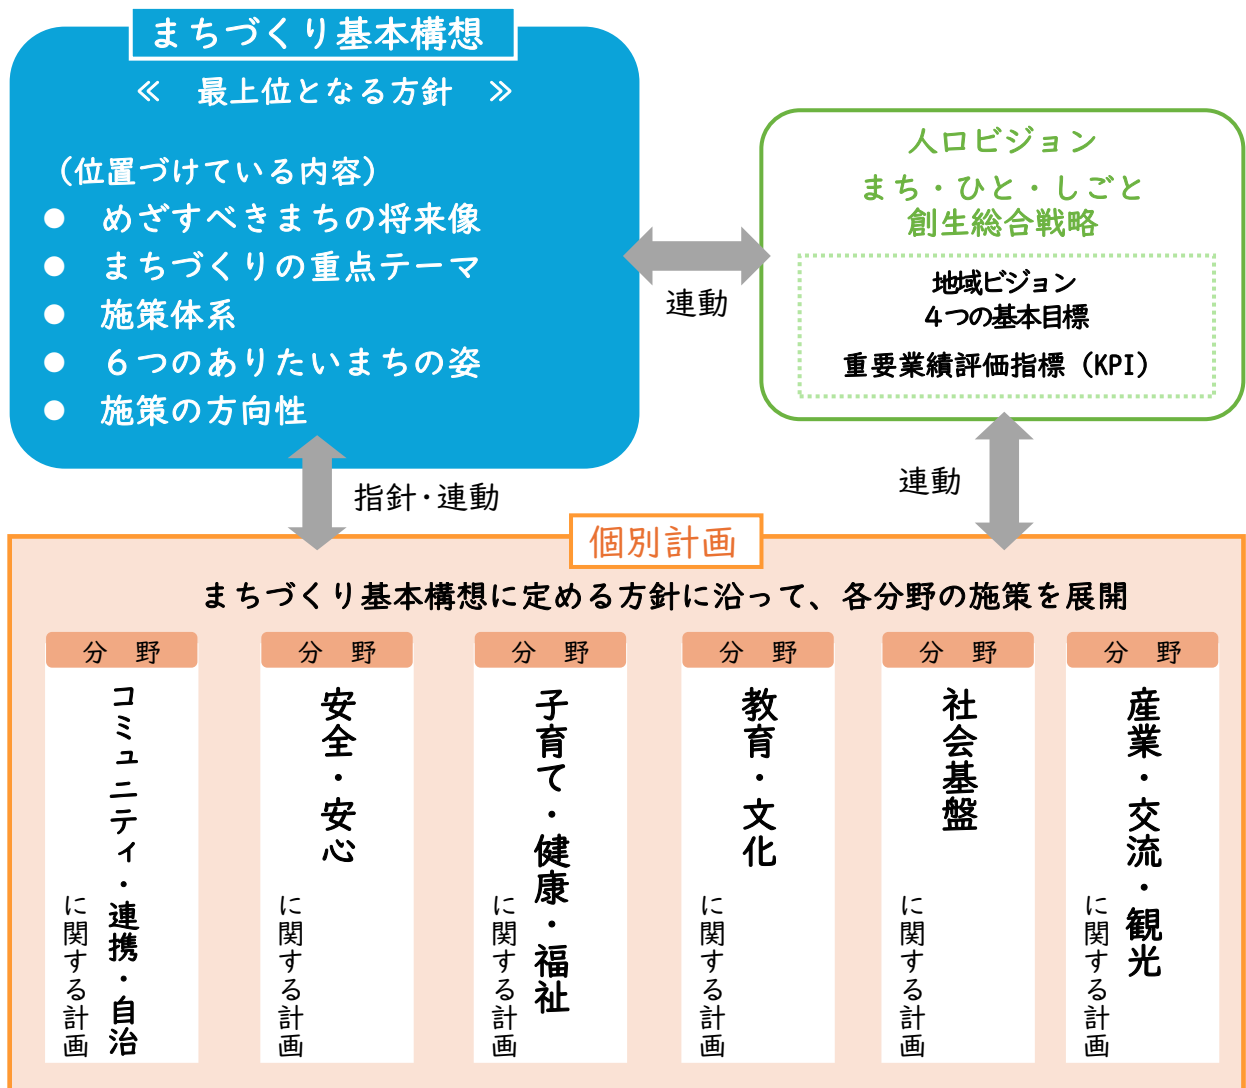 まちづくり基本構想
≪　最上位となる方針　≫
（位置づけている内容）
●　めざすべきまちの将来像
●　まちづくりの重点テーマ
●　施策体系
●　６つのありたいまちの姿
●　施策の方向性
人口ビジョン
まち・ひと・しごと
創生総合戦略
地域ビジョン
４つの基本目標
重要業績評価指標（KPI）
連動
指針・連動
連動
個別計画
まちづくり基本構想に定める方針に沿って、各分野の施策を展開
分　野
コミュニティ・連携・自治
に関する計画
分　野
安全・安心
に関する計画
分　野
子育て・健康・福祉
に関する計画
分　野
教育・文化
に関する計画
分　野
社会基盤
に関する計画
分　野
産業・交流・観光
に関する計画